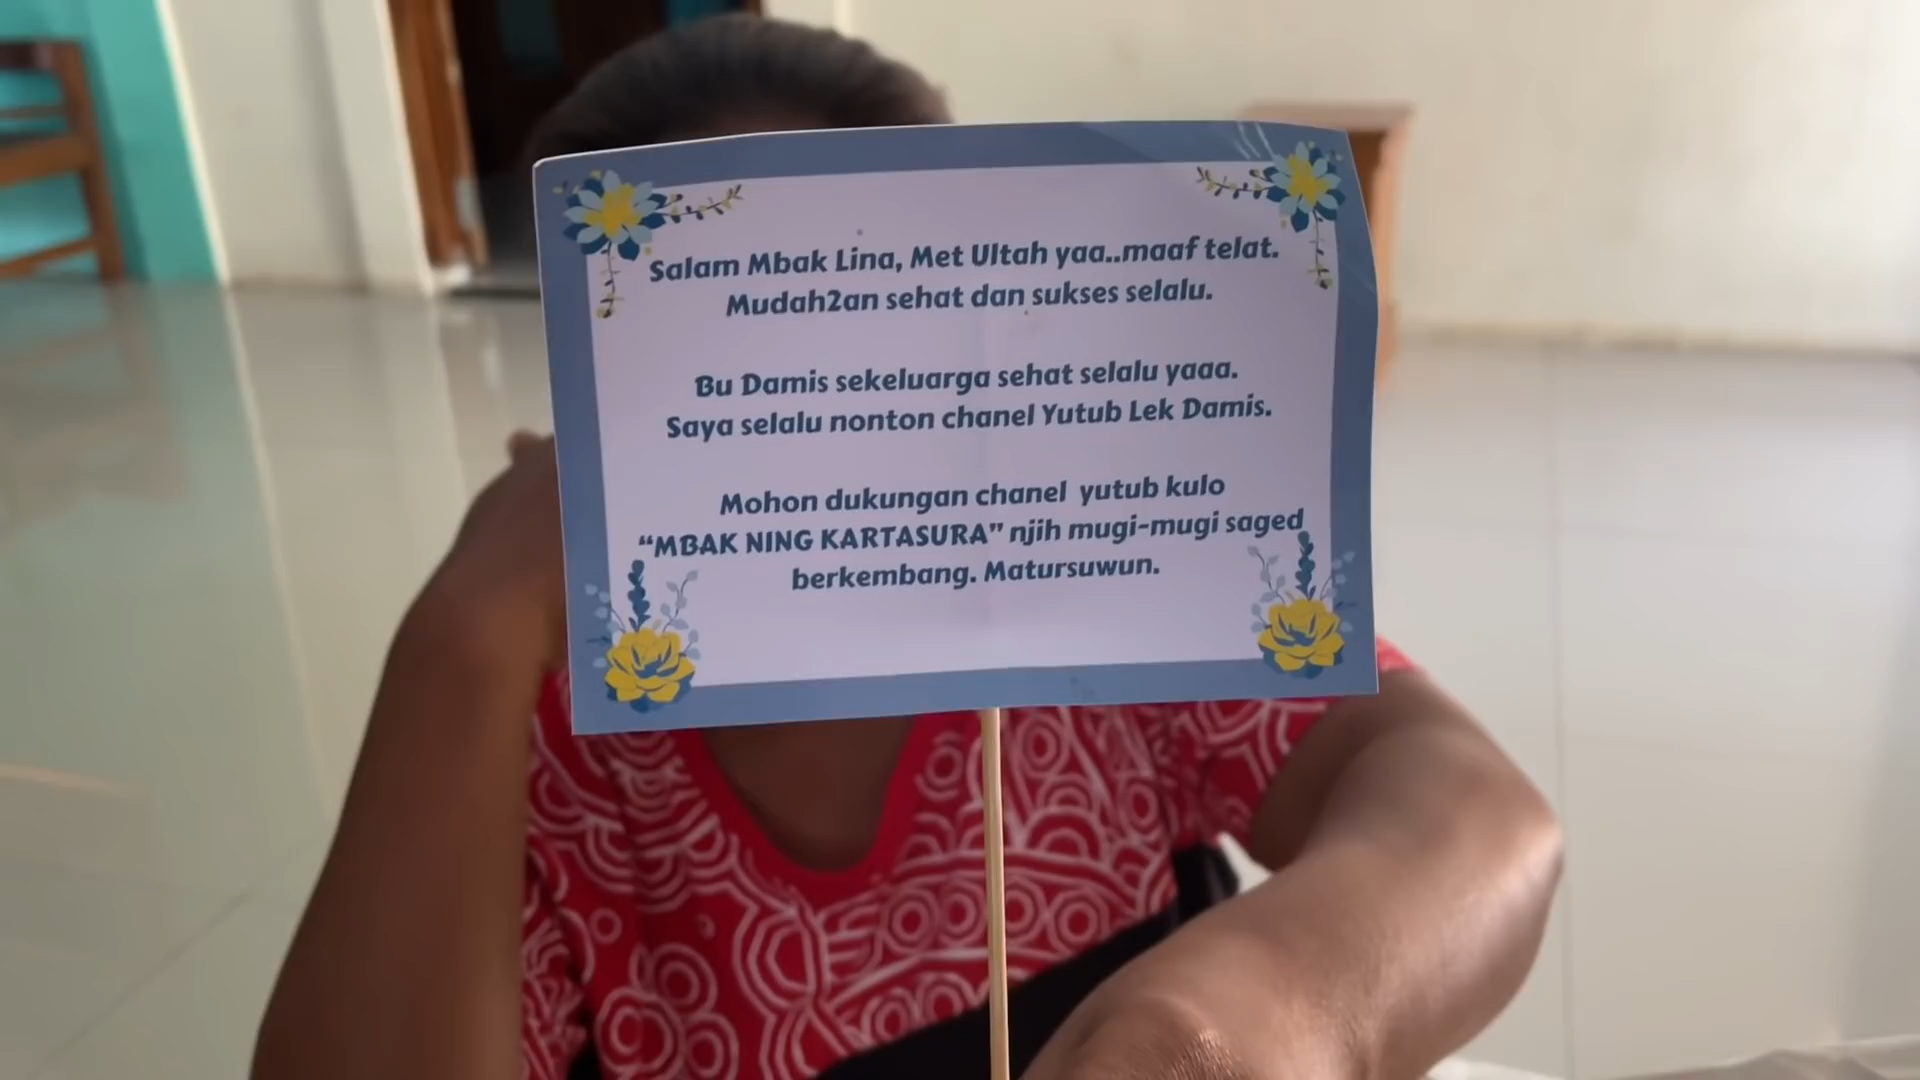 Salam Mbak Lina, Met Ultah yaa..maaf telat.
Mudah2an sehat dan sukses selalu.
Bu Damis sekeluarga sehat selalu yaaa.
Saya selalu nonton chanel Yutub Lek Damis.
Mohon dukungan chanel yutub kulo
“MBAK NING KARTASURA” njih mugi-mugi saged
berkembang. Matursuwun.